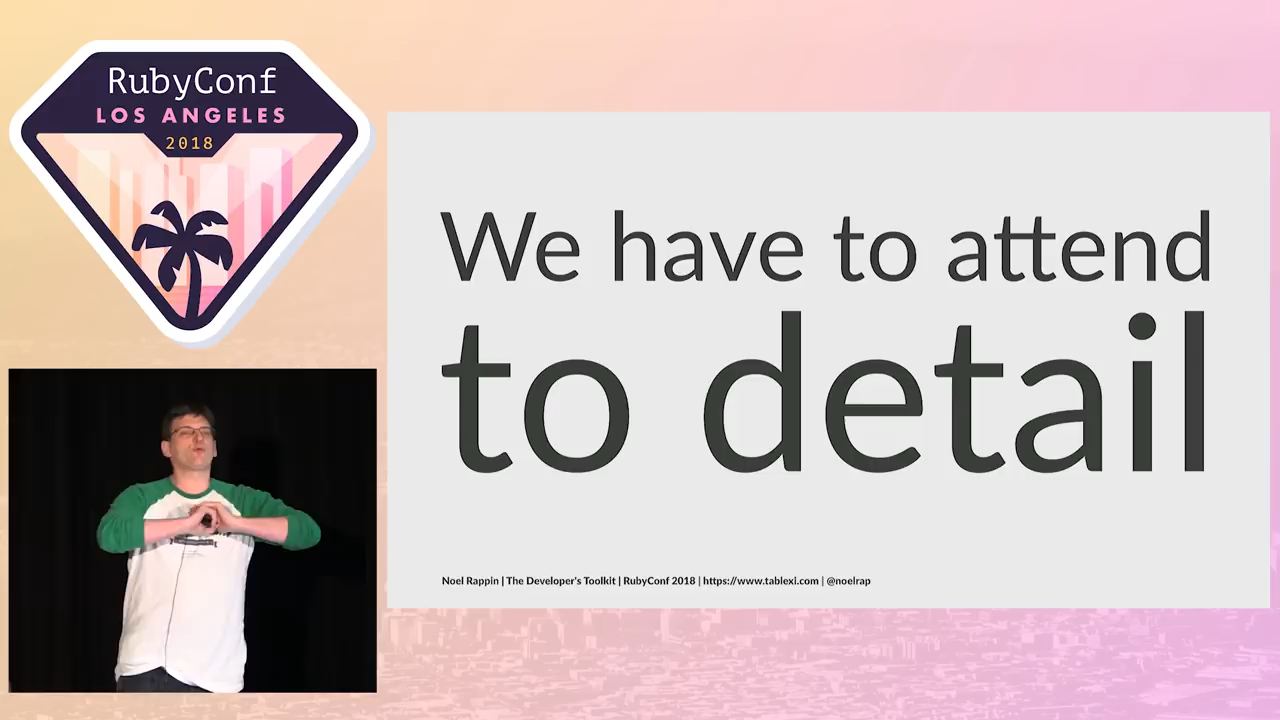 RubyConf
LOS ANGELES
2018
We have to attend
to detail
Noel Rappin | The Developer's Toolkit | RubyConf 2018 | https://www.tablexi.com | @noelrap